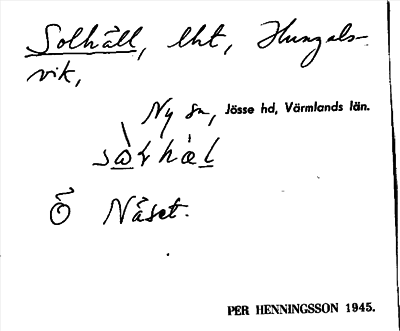 Solhäll, lht, Hungals-
vik,
Ny sn, Jösse hd, Värmlands län.
Ö Näset.
PER HENNINGSSON 1945.